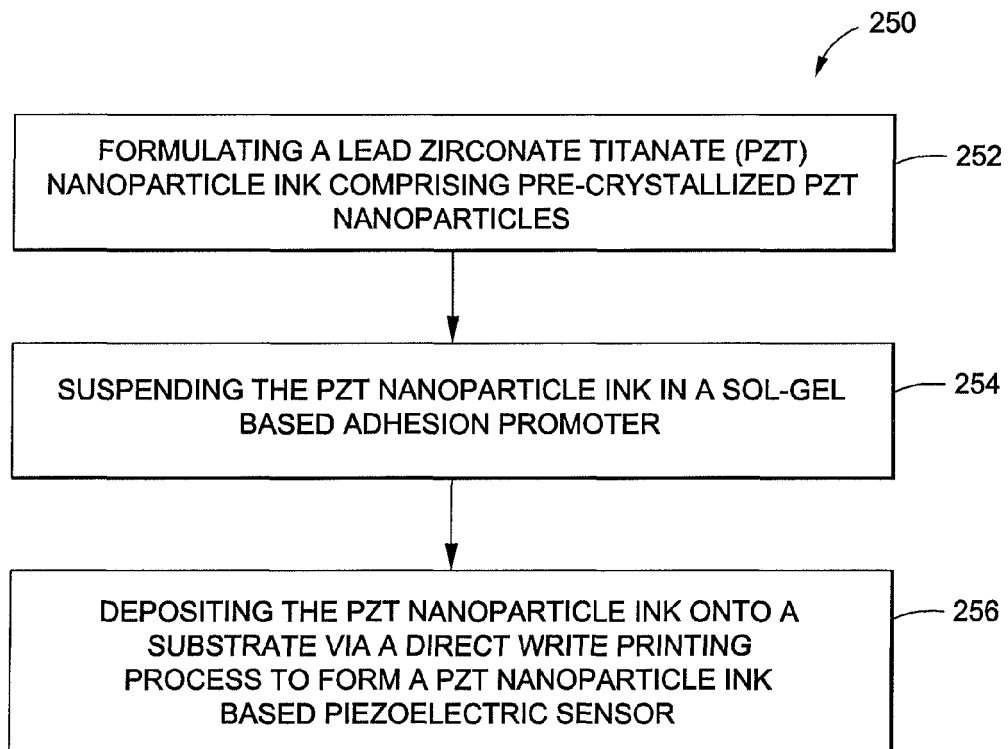 250
FORMULATING A LEAD ZIRCONATE TITANATE (PZT)
NANOPARTICLE INK COMPRISING PRE-CRYSTALLIZED PZT
NANOPARTICLES
252
SUSPENDING THE PZT NANOPARTICLE INK IN A SOL-GEL
BASED ADHESION PROMOTER
254
DEPOSITING THE PZT NANOPARTICLE INK ONTO A
SUBSTRATE VIA A DIRECT WRITE PRINTING
PROCESS TO FORM A PZT NANOPARTICLE INK
BASED PIEZOELECTRIC SENSOR
256